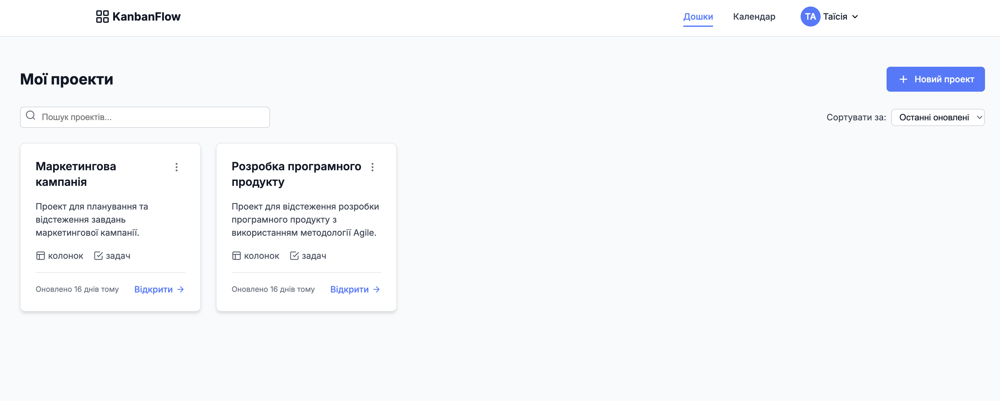 KanbanFlow
Дошки
Календар
TA
Таїсія
Мої проекти
Новий проект
Пошук проектів...
Сортувати за:
Останні оновлені
Маркетингова
кампанія
Проект для планування та
відстеження завдань
маркетингової кампанії.
колонок
задач
Оновлено 16 днів тому
Відкрити
Розробка програмного
продукту
Проект для відстеження розробки
програмного продукту з
використанням методології Agile.
колонок
задач
Оновлено 16 днів тому
Відкрити